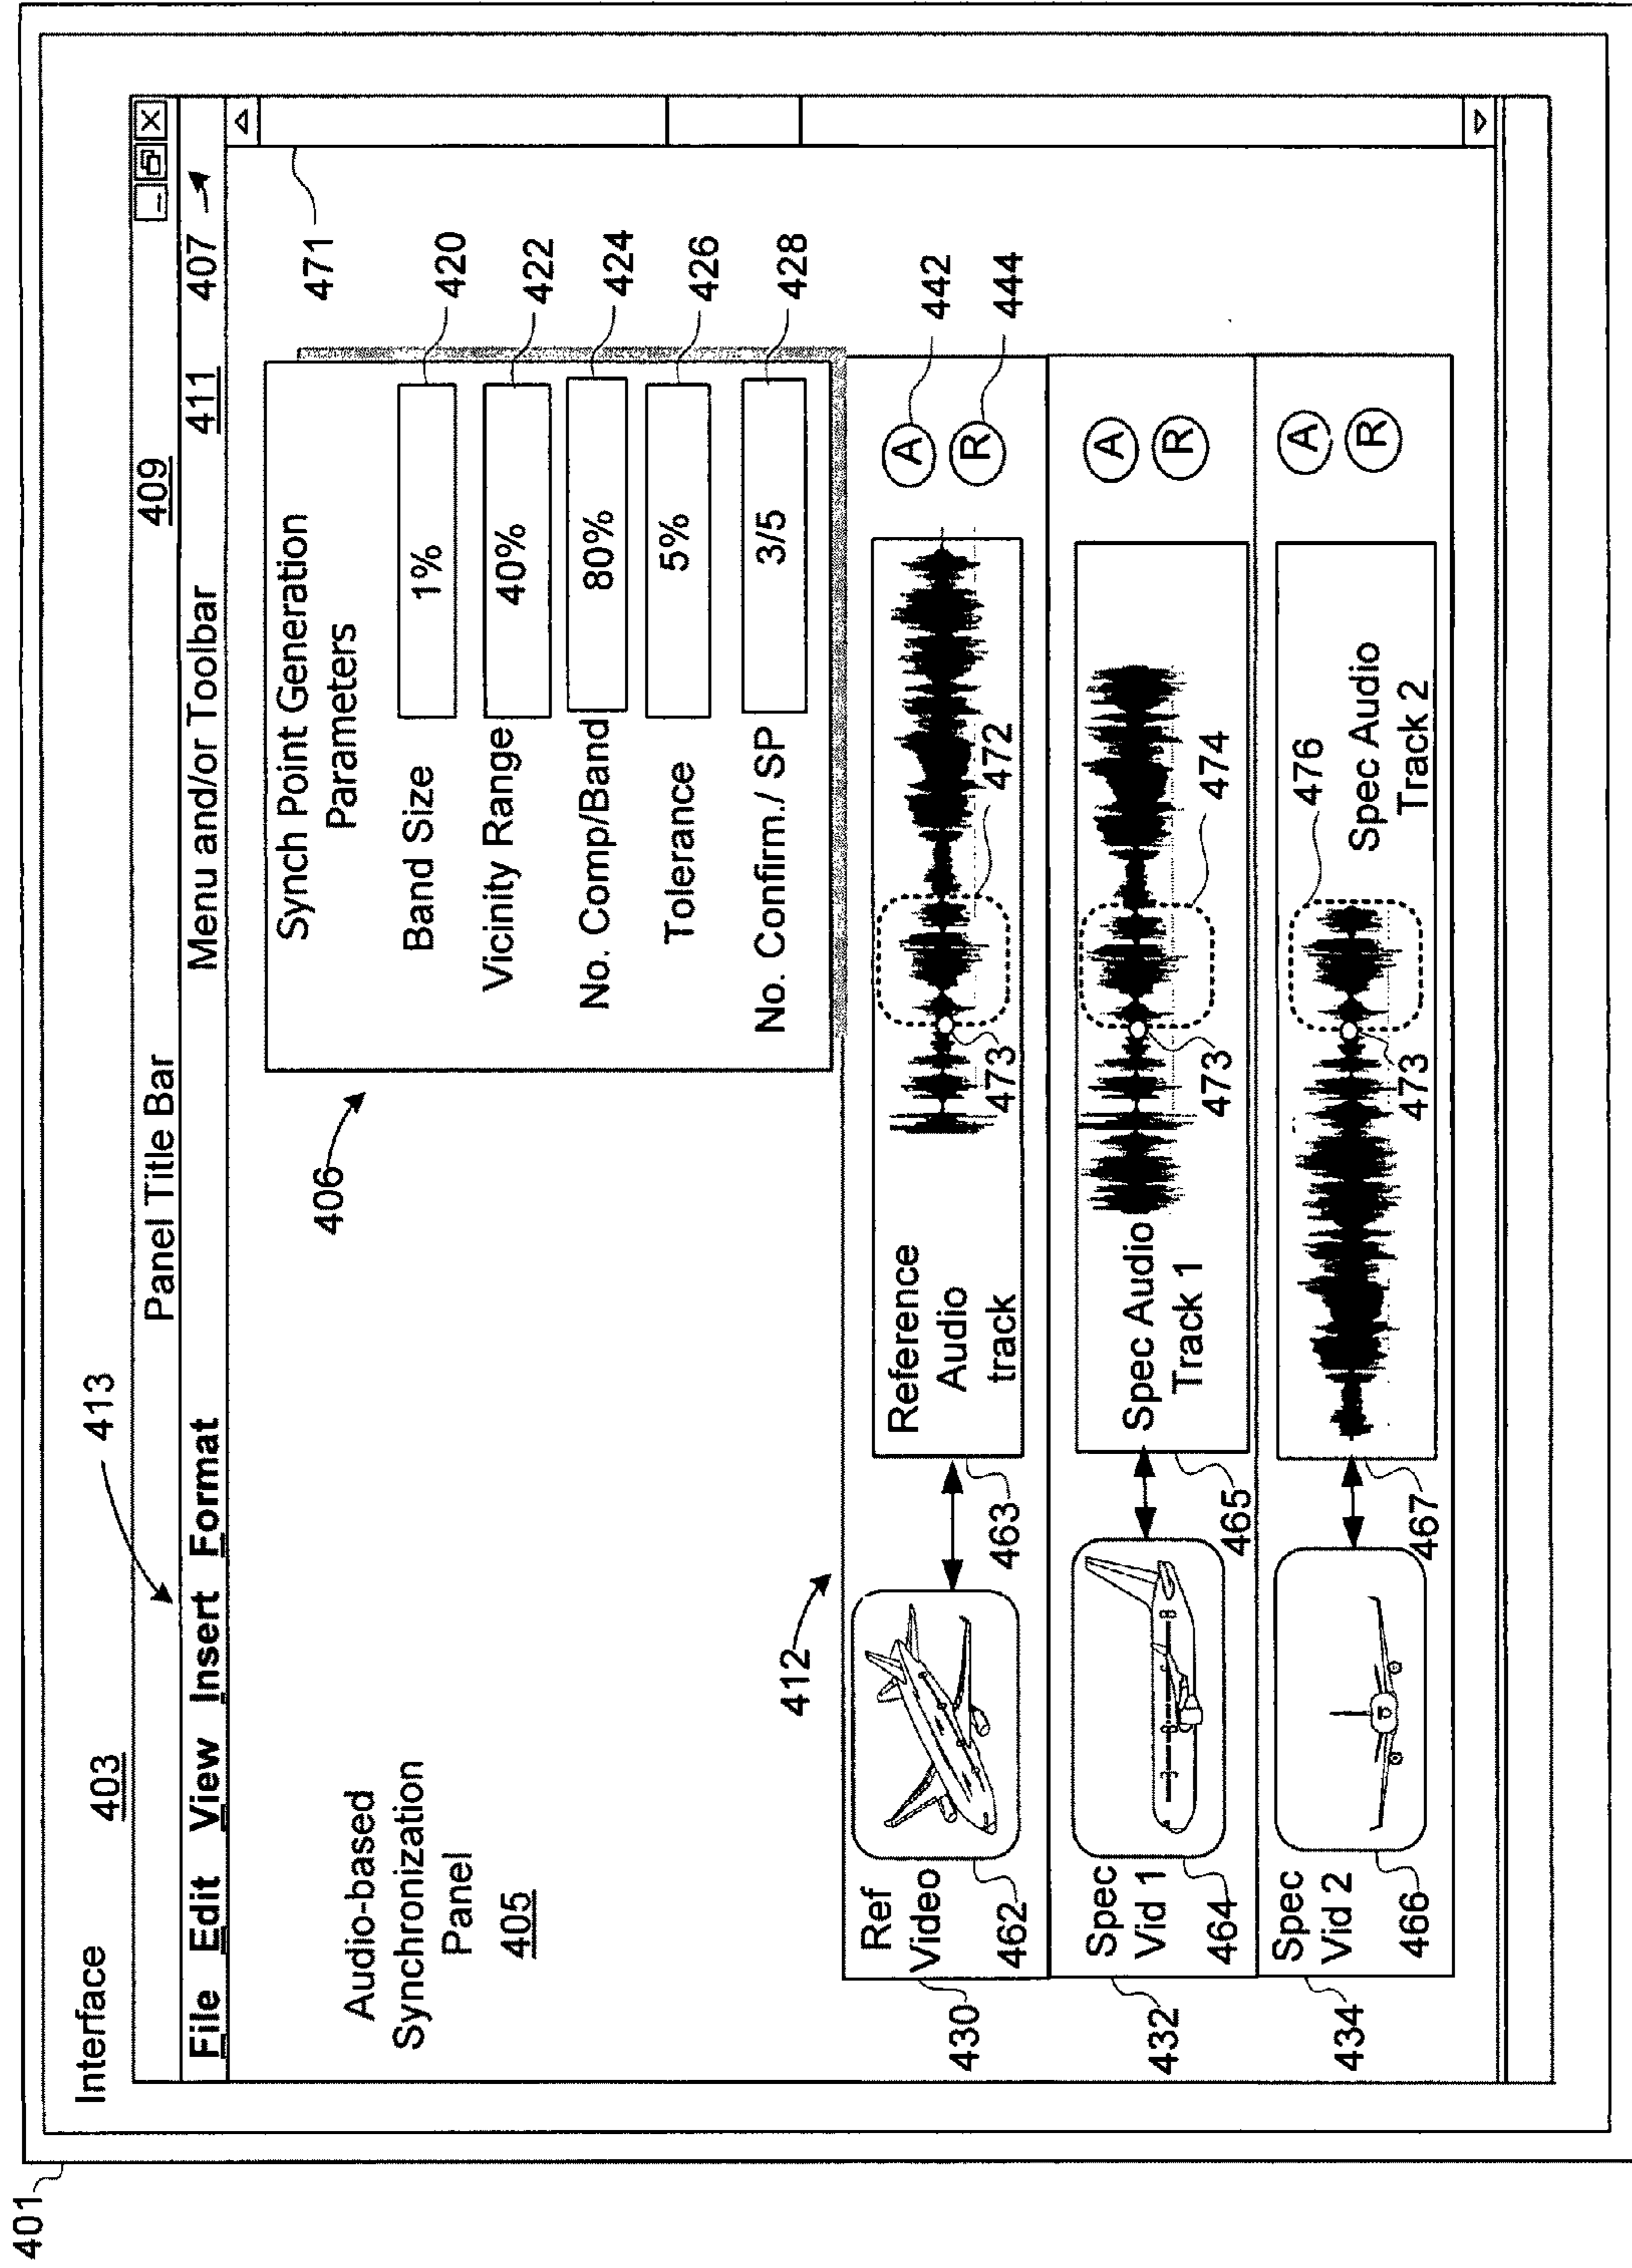 401
Interface 403
413
Panel Title Bar 409
File Edit View Insert Format Menu and/or Toolbar 411 407
Audio-based
Synchronization
Panel
405
406
471
Synch Point Generation
Parameters
Band Size 1% 420
Vicinity Range 40% 422
No. Comp/Band 80% 424
Tolerance 5% 426
No. Confirm./ SP 3/5 428
412
430
Ref
Video
462
463
Reference
Audio
track
473
472
A 442
R 444
432
Spec
Vid 1
464
465
Spec Audio
Track 1
473
474
A
R
434
Spec
Vid 2
466
467
473
476
Spec Audio
Track 2
A
R